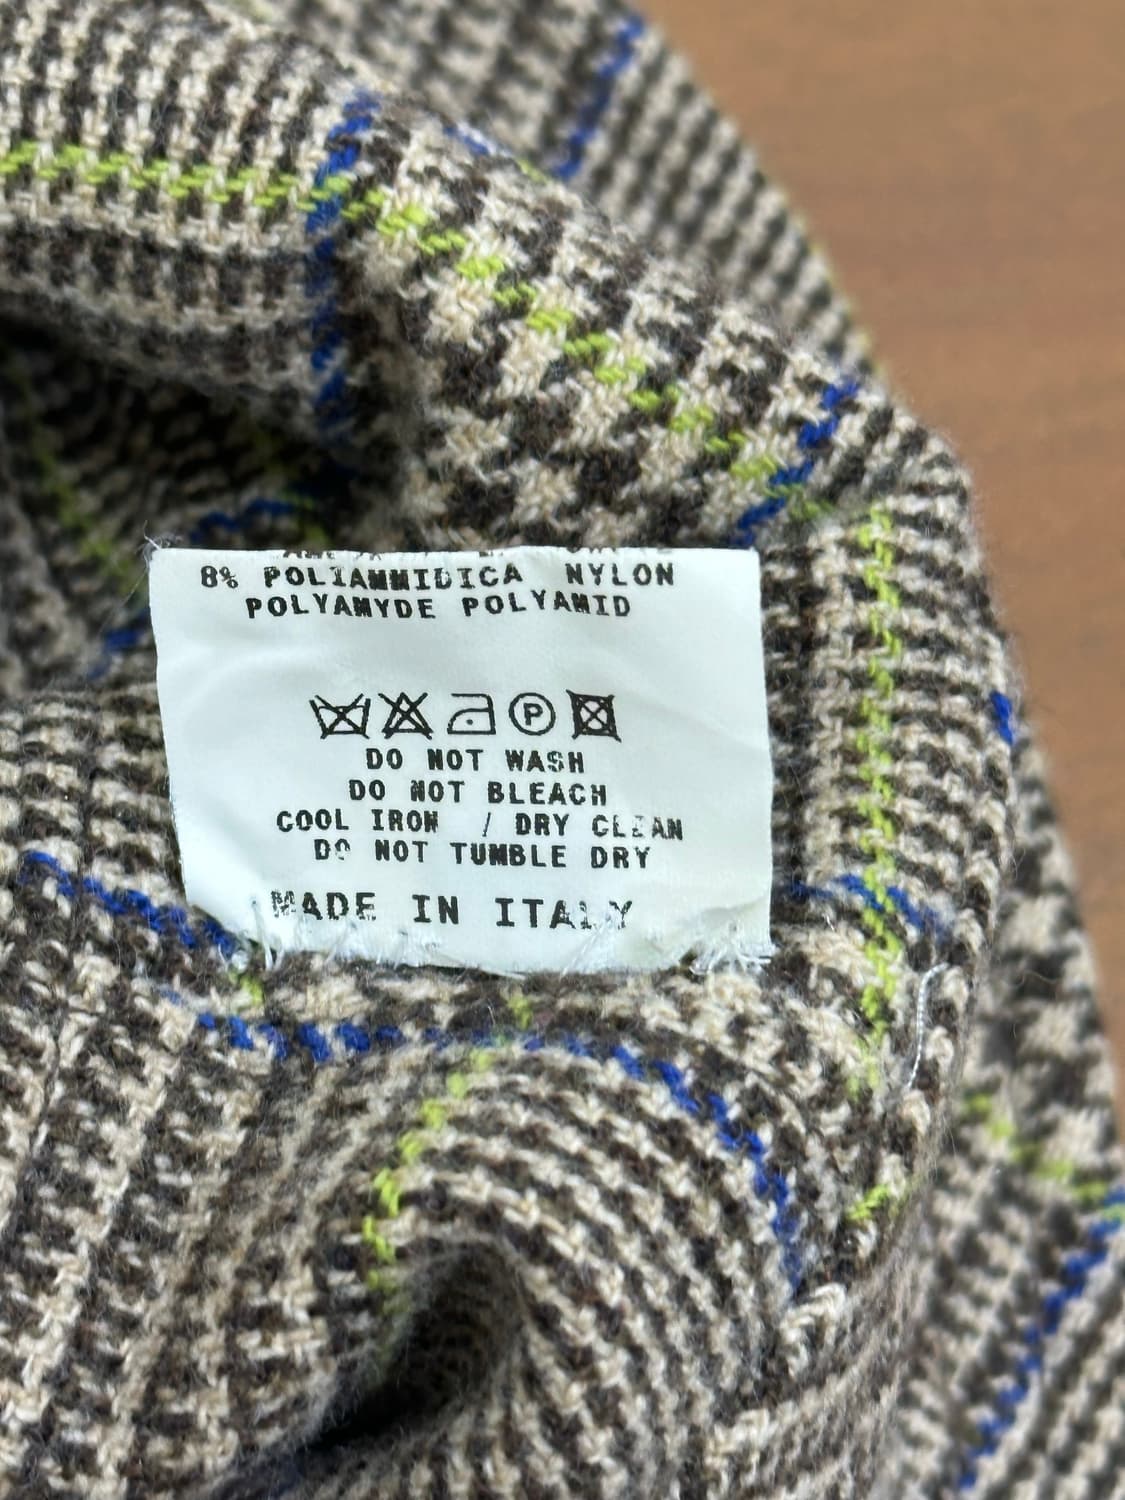 8% POLIAMMIDICA NYLON
POLYAMYDE POLYAMID
P
DO NOT WASH
DO NOT BLEACH
COOL IRON / DRY CLEAN
DO NOT TUMBLE DRY
MADE IN ITALY